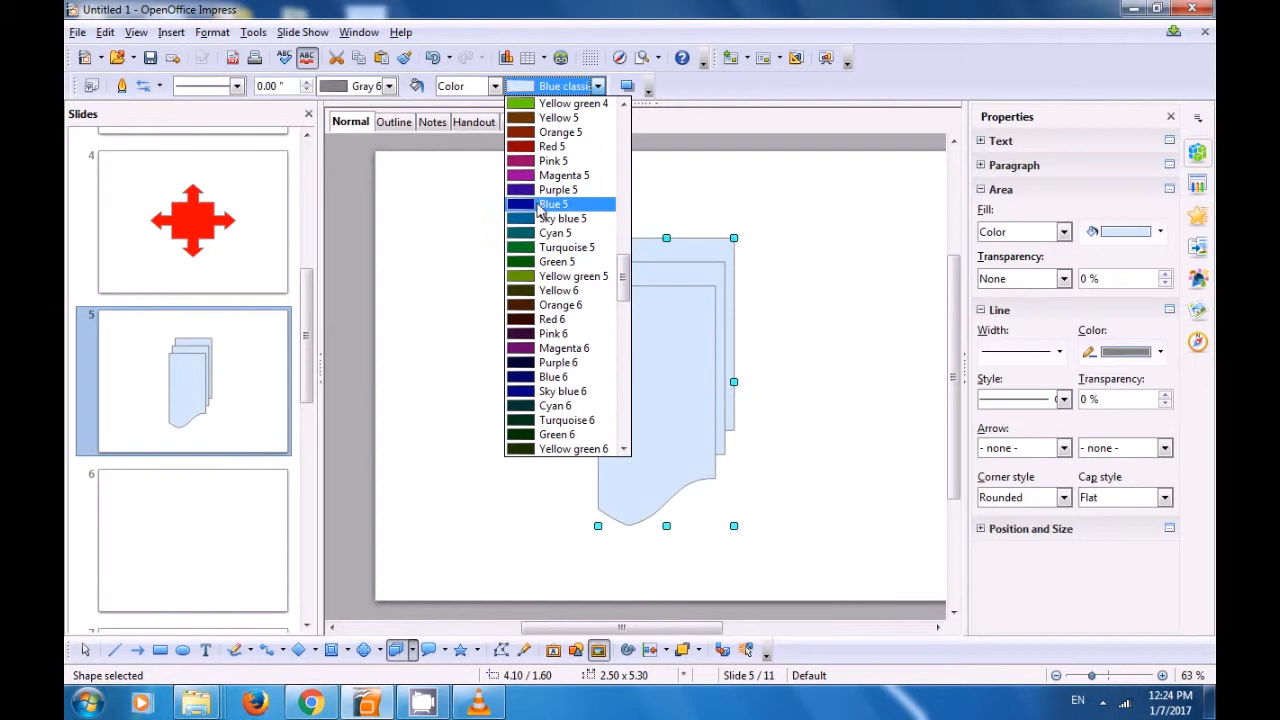 Untitled 1 - OpenOffice Impress
File Edit View Insert Format Tools Slide Show Window Help
0.00 " Gray 6 Color Blue classi
Slides
Normal Outline Notes Handout
Properties
Yellow green 4
Yellow 5
Orange 5
Red 5
Pink 5
Magenta 5
Purple 5
Blue 5
Sky blue 5
Cyan 5
Turquoise 5
Green 5
Yellow green 5
Yellow 6
Orange 6
Red 6
Pink 6
Magenta 6
Purple 6
Blue 6
Sky blue 6
Cyan 6
Turquoise 6
Green 6
Yellow green 6
4
5
6
Text
Paragraph
Area
Fill:
Color
Transparency:
None 0 %
Line
Width: Color:
Style: Transparency:
0 %
Arrow:
- none - - none -
Corner style Cap style
Rounded Flat
Position and Size
Shape selected 4.10 / 1.60 2.50 x 5.30 * Slide 5 / 11 Default 63 %
EN 12:24 PM
1/7/2017